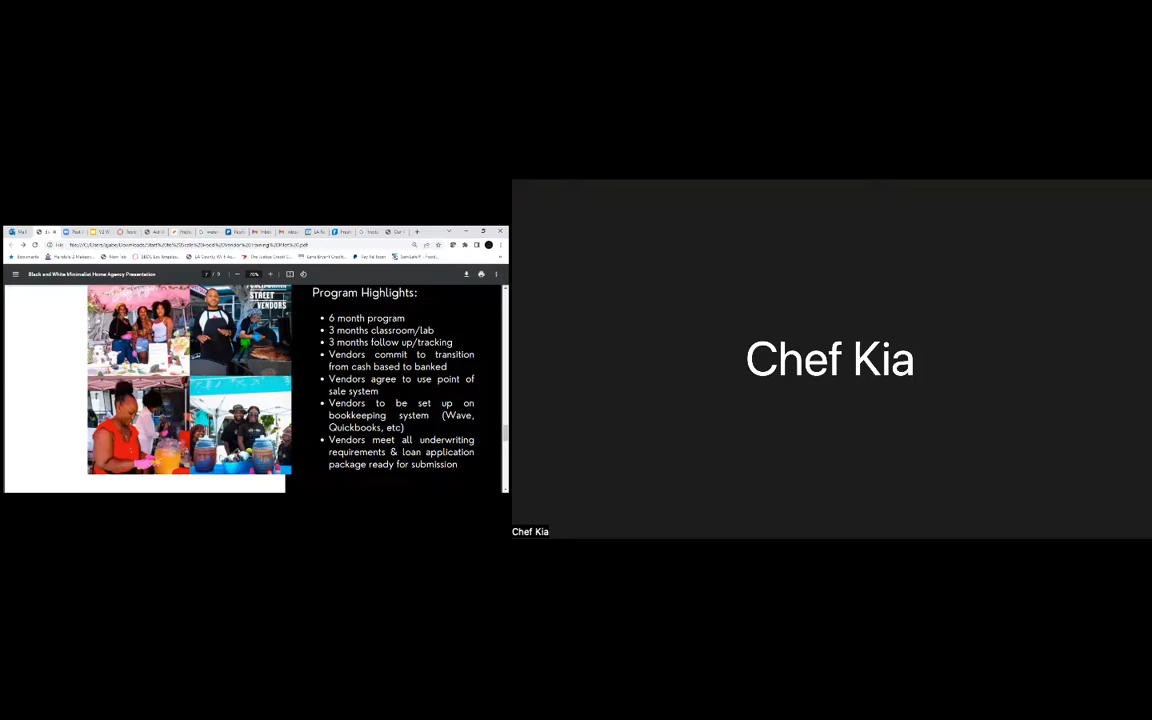 Black and White Minimalist Home Agency Presentation
7 / 9
70%
STREET
VENDORS
Program Highlights:
• 6 month program
• 3 months classroom/lab
• 3 months follow up/tracking
• Vendors commit to transition
from cash based to banked
• Vendors agree to use point of
sale system
• Vendors to be set up on
bookkeeping system (Wave,
Quickbooks, etc)
• Vendors meet all underwriting
requirements & loan application
package ready for submission
Chef Kia
Chef Kia